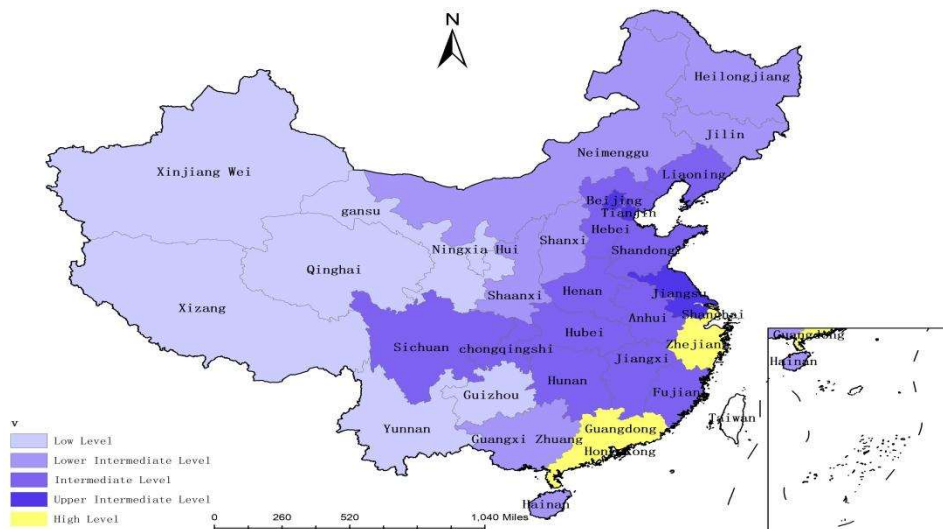 N
Heilongjiang
Jilin
Neimenggu
Liaoning
Xinjiang Wei
Beijing
Tianjin
gansu
Hebei
Shanxi
Ningxia Hui
Shandong
Qinghai
Shaanxi
Henan
Jiangsu
Xizang
Anhui
Shanghai
Hubei
Zhejiang
Sichuan
chongqingshi
Jiangxi
Guangdong
Hainan
Hunan
Guizhou
Fujian
Taiwan
Yunnan
Guangdong
Guangxi Zhuang
Hong Kong
Hainan
v
Low Level
Lower Intermediate Level
Intermediate Level
Upper Intermediate Level
High Level
0 260 520 1,040 Miles